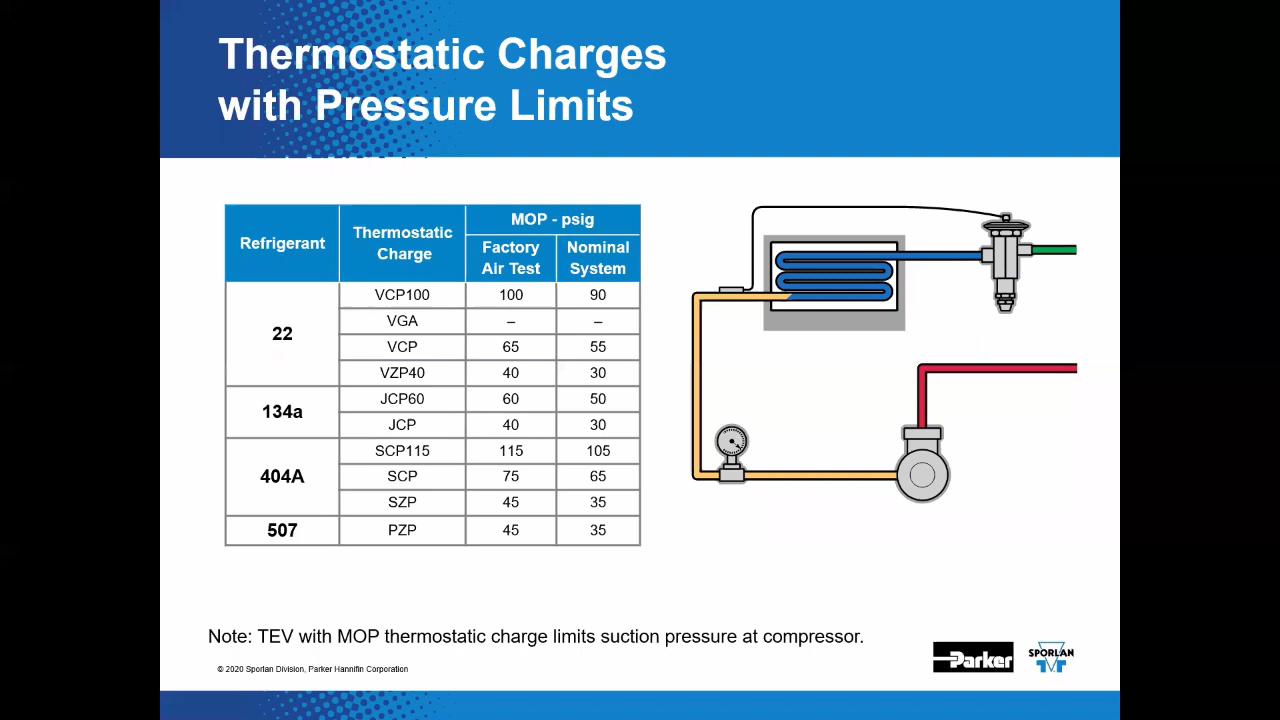 Thermostatic Charges
with Pressure Limits
Refrigerant Thermostatic Charge MOP - psig
Factory Air Test Nominal System
22 VCP100 100 90
VGA – –
VCP 65 55
VZP40 40 30
134a JCP60 60 50
JCP 40 30
404A SCP115 115 105
SCP 75 65
SZP 45 35
507 PZP 45 35
Note: TEV with MOP thermostatic charge limits suction pressure at compressor.
© 2020 Sporlan Division, Parker Hannifin Corporation
Parker
SPORLAN